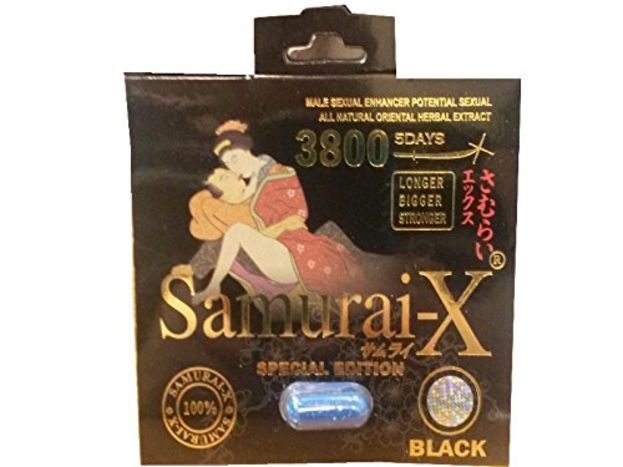 MALE SEXUAL ENHANCER POTENTIAL SEXUAL
ALL NATURAL ORIENTAL HERBAL EXTRACT
3800 5DAYS
LONGER
BIGGER
STRONGER
さむらい
エックス
Samurai-X®
サムライ
SPECIAL EDITION
SAMURAI-X
100%
SAMURAI-X
BLACK